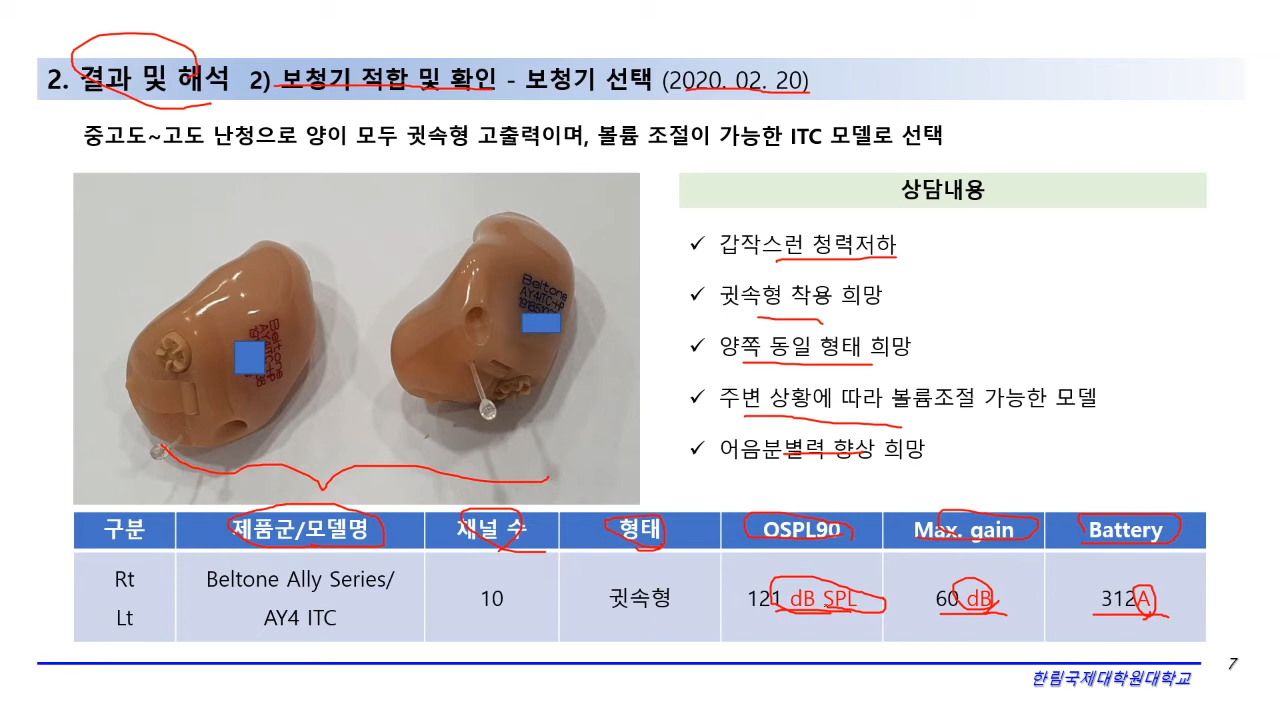 2. 결과 및 해석 2) 보청기 적합 및 확인 - 보청기 선택 (2020. 02. 20)
중고도~고도 난청으로 양이 모두 귓속형 고출력이며, 볼륨 조절이 가능한 ITC 모델로 선택
Beltone
AY4ITC-HP
Beltone
AY4ITC-HP
상담내용
✓ 갑작스런 청력저하
✓ 귓속형 착용 희망
✓ 양쪽 동일 형태 희망
✓ 주변 상황에 따라 볼륨조절 가능한 모델
✓ 어음분별력 향상 희망
구분 제품군/모델명 채널 수 형태 OSPL90 Max. gain Battery
Rt
Lt
Beltone Ally Series/
AY4 ITC
10 귓속형 121 dB SPL 60 dB 312A
7
한림국제대학원대학교